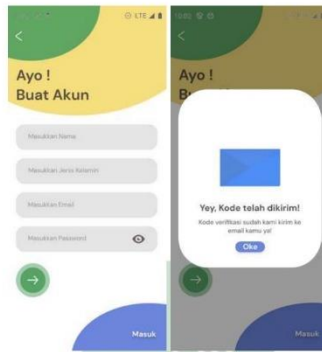 LTE
Ayo !
Buat Akun
Masukkan Nama
Masukkan Jenis Kelamin
Masukkan Email
Masukkan Password
Masuk
Ayo !
Yey, Kode telah dikirim!
Kode verifikasi sudah kami kirim ke
email kamu ya!
Oke
Masuk